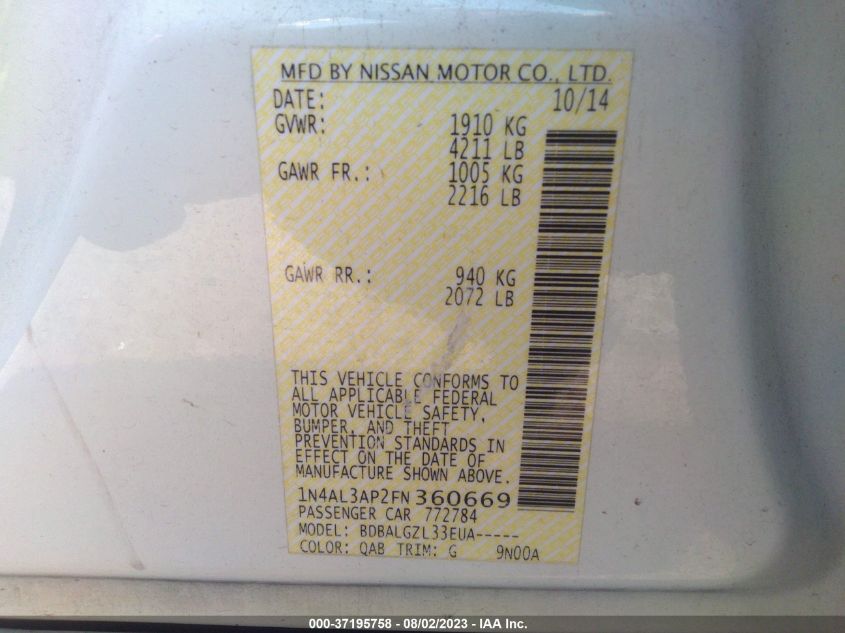 MFD BY NISSAN MOTOR CO., LTD.
DATE: 10/14
GVWR: 1910 KG
4211 LB
GAWR FR.: 1005 KG
2216 LB
GAWR RR.: 940 KG
2072 LB
THIS VEHICLE CONFORMS TO
ALL APPLICABLE FEDERAL
MOTOR VEHICLE SAFETY,
BUMPER, AND THEFT
PREVENTION STANDARDS IN
EFFECT ON THE DATE OF
MANUFACTURE SHOWN ABOVE.
1N4AL3AP2FN 360669
PASSENGER CAR 772784
MODEL: BDBALGZL33EUA-----
COLOR: QAB TRIM: G 9N00A
000-37195758 - 08/02/2023 - IAA Inc.